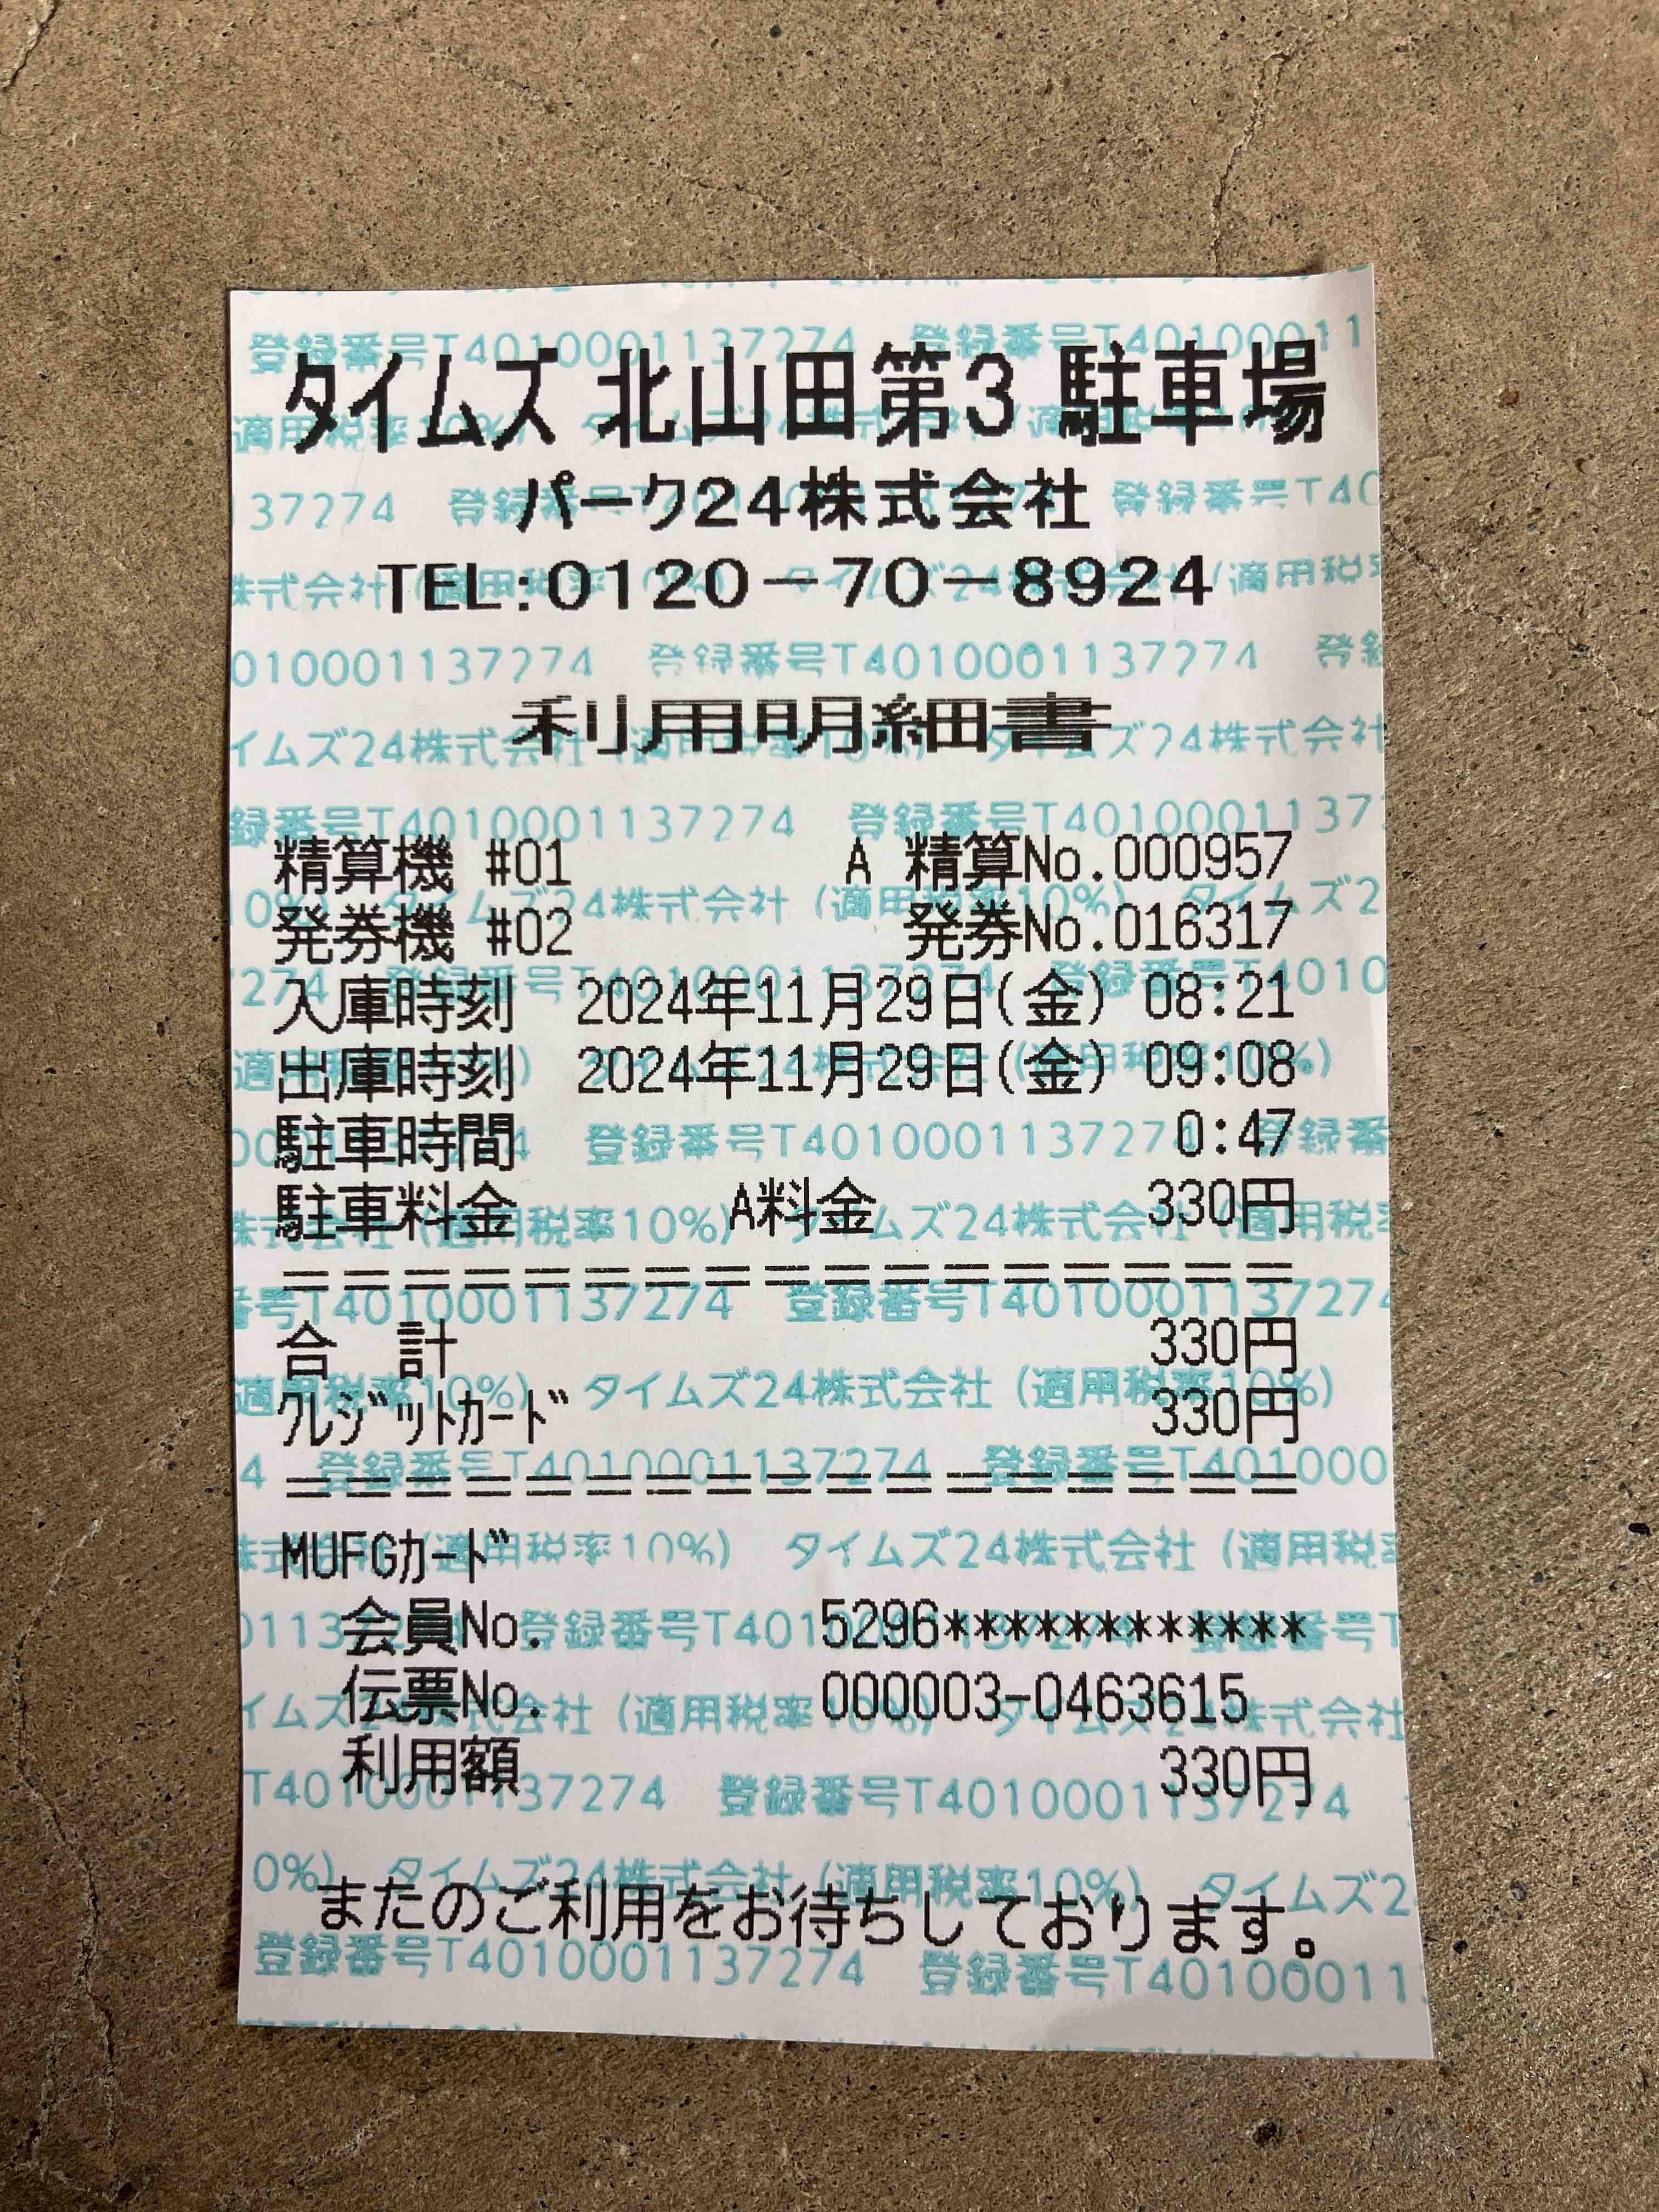 タイムズ 北山田第3 駐車場
パーク24株式会社
TEL:0120-70-8924
利用明細書
精算機 #01 A 精算No.000957
発券機 #02 発券No.016317
入庫時刻 2024年11月29日(金) 08:21
出庫時刻 2024年11月29日(金) 09:08
駐車時間 0:47
駐車料金 A料金 330円
合 計 330円
クレジットカード 330円
MUFGカード
会員No. 5296************
伝票No. 000003-0463615
利用額 330円
またのご利用をお待ちしております。
登録番号T4010001137274
タイムズ24株式会社 (適用税率10%)